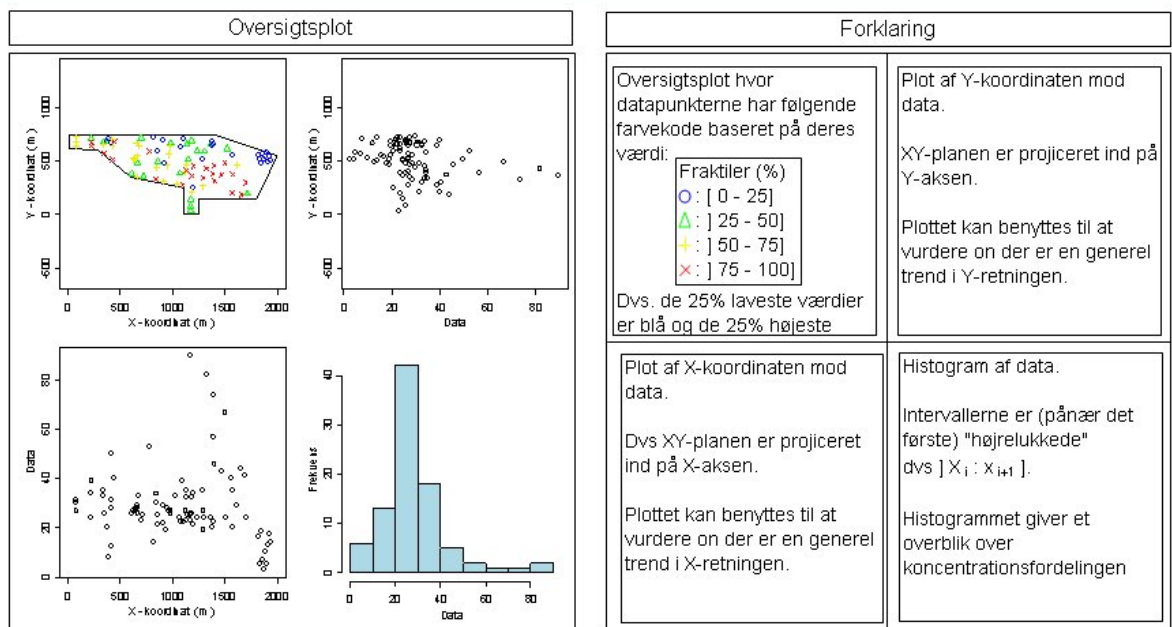 Oversigtsplot
Y-koordinat (m)
-500
0
500
1000
0
500
1000
1500
2000
X-koordinat (m)
Y-koordinat (m)
-500
0
500
1000
0
20
40
60
80
Data
Data
0
20
40
60
80
0
500
1000
1500
2000
X-koordinat (m)
Frekuens
0
10
20
30
40
0
20
40
60
80
Data
Forklaring
Oversigtsplot hvor
datapunkterne har følgende
farvekode baseret på deres
værdi:
Fraktiler (%)
: [ 0 - 25]
: ] 25 - 50]
: ] 50 - 75]
: ] 75 - 100]
Dvs. de 25% laveste værdier
er blå og de 25% højeste
Plot af Y-koordinaten mod
data.
XY-planen er projiceret ind på
Y-aksen.
Plottet kan benyttes til at
vurdere on der er en generel
trend i Y-retningen.
Plot af X-koordinaten mod
data.
Dvs XY-planen er projiceret
ind på X-aksen.
Plottet kan benyttes til at
vurdere on der er en generel
trend i X-retningen.
Histogram af data.
Intervallerne er (pånær det
første) "højrelukkede"
dvs ] X i : x i+1 ].
Histogrammet giver et
overblik over
koncentrationsfordelingen